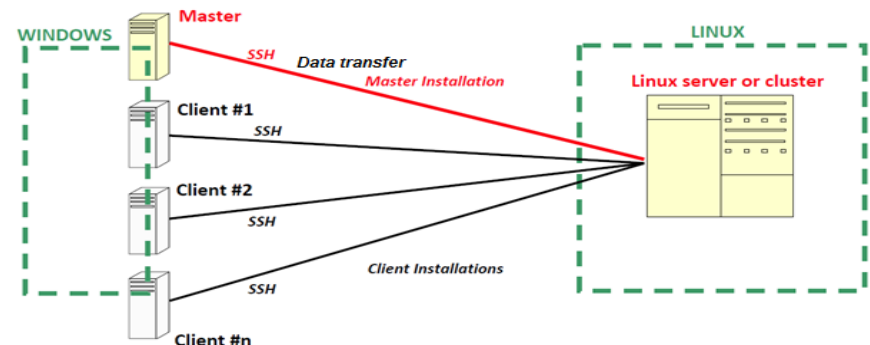 Master
WINDOWS
LINUX
SSH
Data transfer
Master Installation
Linux server or cluster
Client #1
SSH
Client #2
SSH
Client Installations
SSH
Client #n